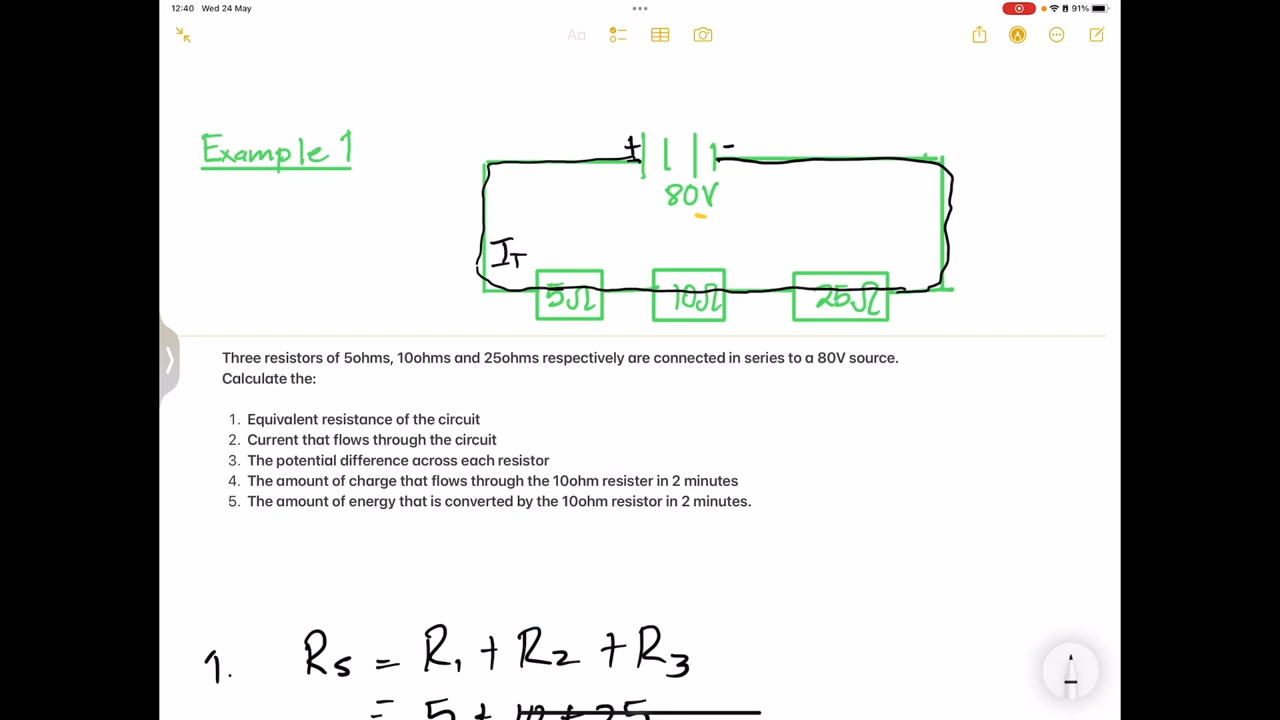 12:40 Wed 24 May
91%
Aa
Example 1
+ -
80V
IT
5Ω 10Ω 25Ω
Three resistors of 5ohms, 10ohms and 25ohms respectively are connected in series to a 80V source.
Calculate the:
1. Equivalent resistance of the circuit
2. Current that flows through the circuit
3. The potential difference across each resistor
4. The amount of charge that flows through the 10ohm resister in 2 minutes
5. The amount of energy that is converted by the 10ohm resistor in 2 minutes.
1. Rs = R1 + R2 + R3
= 5 + 10 + 25